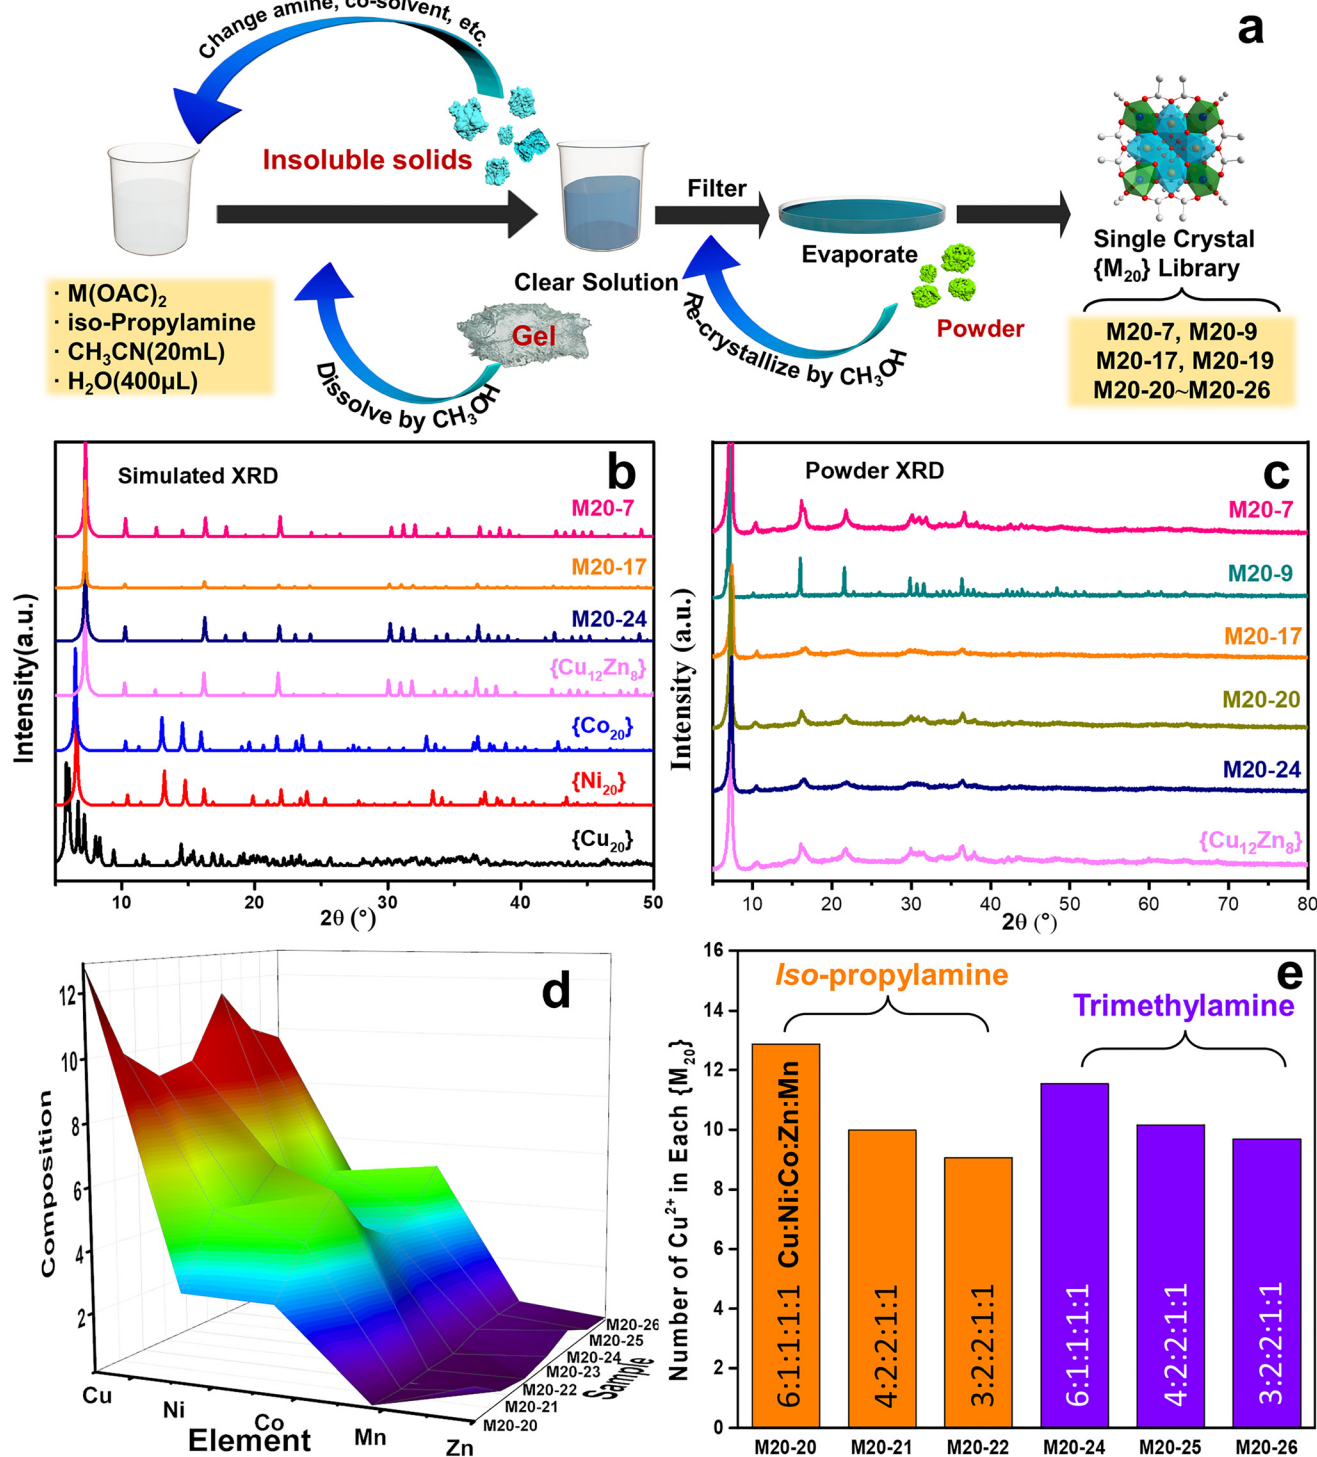 Change amine, co-solvent, etc.
a
Insoluble solids
Filter
Evaporate
Clear Solution
Single Crystal
{M₂₀} Library
· M(OAC)₂
· iso-Propylamine
· CH₃CN(20mL)
· H₂O(400μL)
Gel
Dissolve by CH₃OH
Re-crystallize by CH₃OH
Powder
M20-7, M20-9
M20-17, M20-19
M20-20~M20-26
b
Simulated XRD
M20-7
M20-17
M20-24
{Cu₁₂Zn₈}
{Co₂₀}
{Ni₂₀}
{Cu₂₀}
Intensity(a.u.)
10
20
30
40
50
2θ (°)
c
Powder XRD
M20-7
M20-9
M20-17
M20-20
M20-24
{Cu₁₂Zn₈}
Intensity (a.u.)
10
20
30
40
50
60
70
80
2θ (°)
d
12
10
8
6
4
2
Composition
Cu
Ni
Co
Mn
Zn
Element
M20-26
M20-25
M20-24
M20-23
M20-22
M20-21
M20-20
Sample
e
Iso-propylamine
Trimethylamine
16
14
12
10
8
6
4
2
0
Number of Cu²⁺ in Each {M₂₀}
Cu:Ni:Co:Zn:Mn
6:1:1:1:1
4:2:2:1:1
3:2:2:1:1
6:1:1:1:1
4:2:2:1:1
3:2:2:1:1
M20-20
M20-21
M20-22
M20-24
M20-25
M20-26